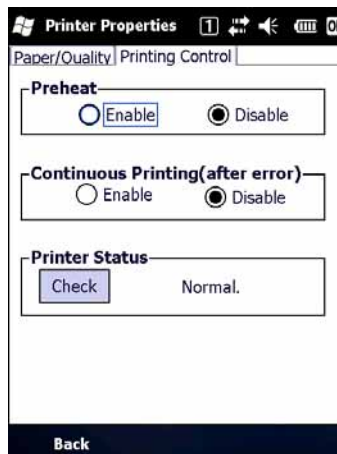 Printer Properties 1
Paper/Quality Printing Control
Preheat
Enable Disable
Continuous Printing(after error)
Enable Disable
Printer Status
Check Normal.
Back